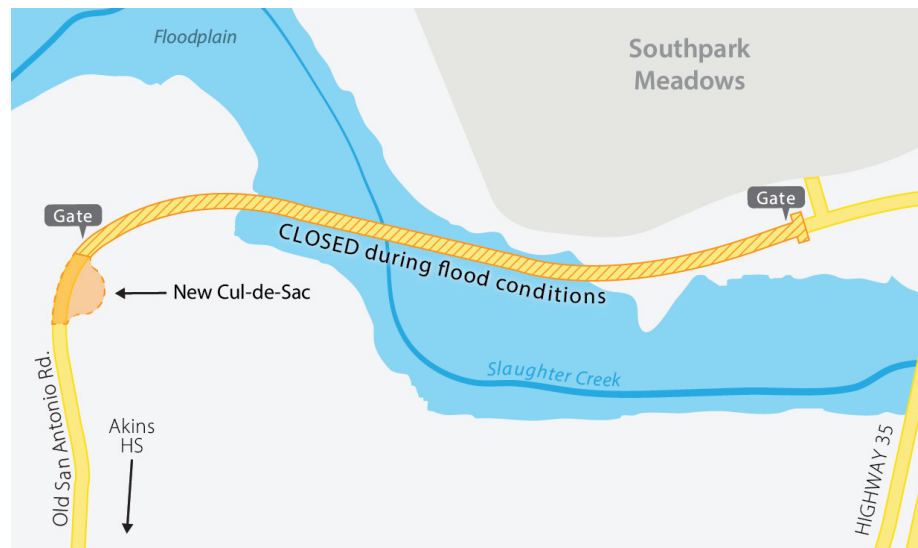 Floodplain
Southpark
Meadows
Gate
Gate
CLOSED during flood conditions
New Cul-de-Sac
Slaughter Creek
Old San Antonio Rd.
Akins
HS
HIGHWAY 35